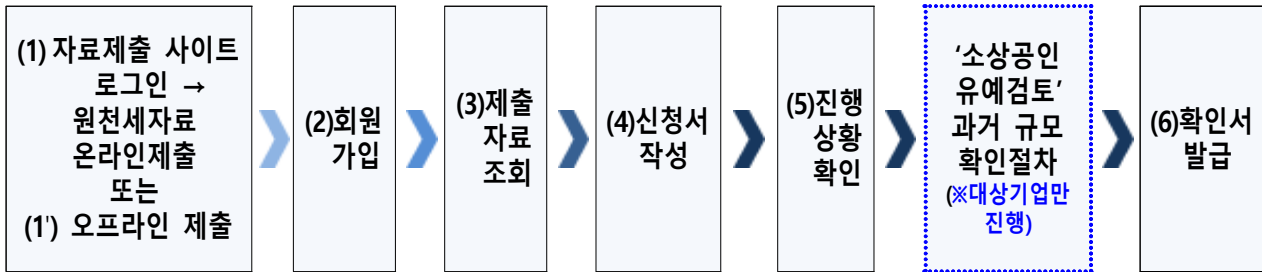 (1) 자료제출 사이트
로그인 →
원천세자료
온라인제출
또는
(1') 오프라인 제출
(2)회원
가입
(3)제출
자료
조회
(4)신청서
작성
(5)진행
상황
확인
‘소상공인
유예검토’
과거 규모
확인절차
(※대상기업만
진행)
(6)확인서
발급